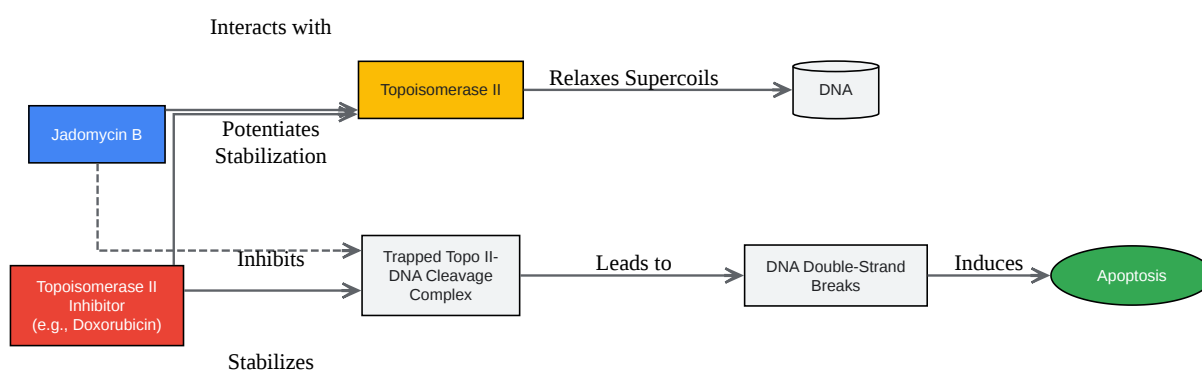 Interacts with
Topoisomerase II
Relaxes Supercoils
DNA
Jadomycin B
Potentiates
Stabilization
Inhibits
Trapped Topo II-
DNA Cleavage
Complex
Leads to
DNA Double-Strand
Breaks
Induces
Apoptosis
Topoisomerase II
Inhibitor
(e.g., Doxorubicin)
Stabilizes